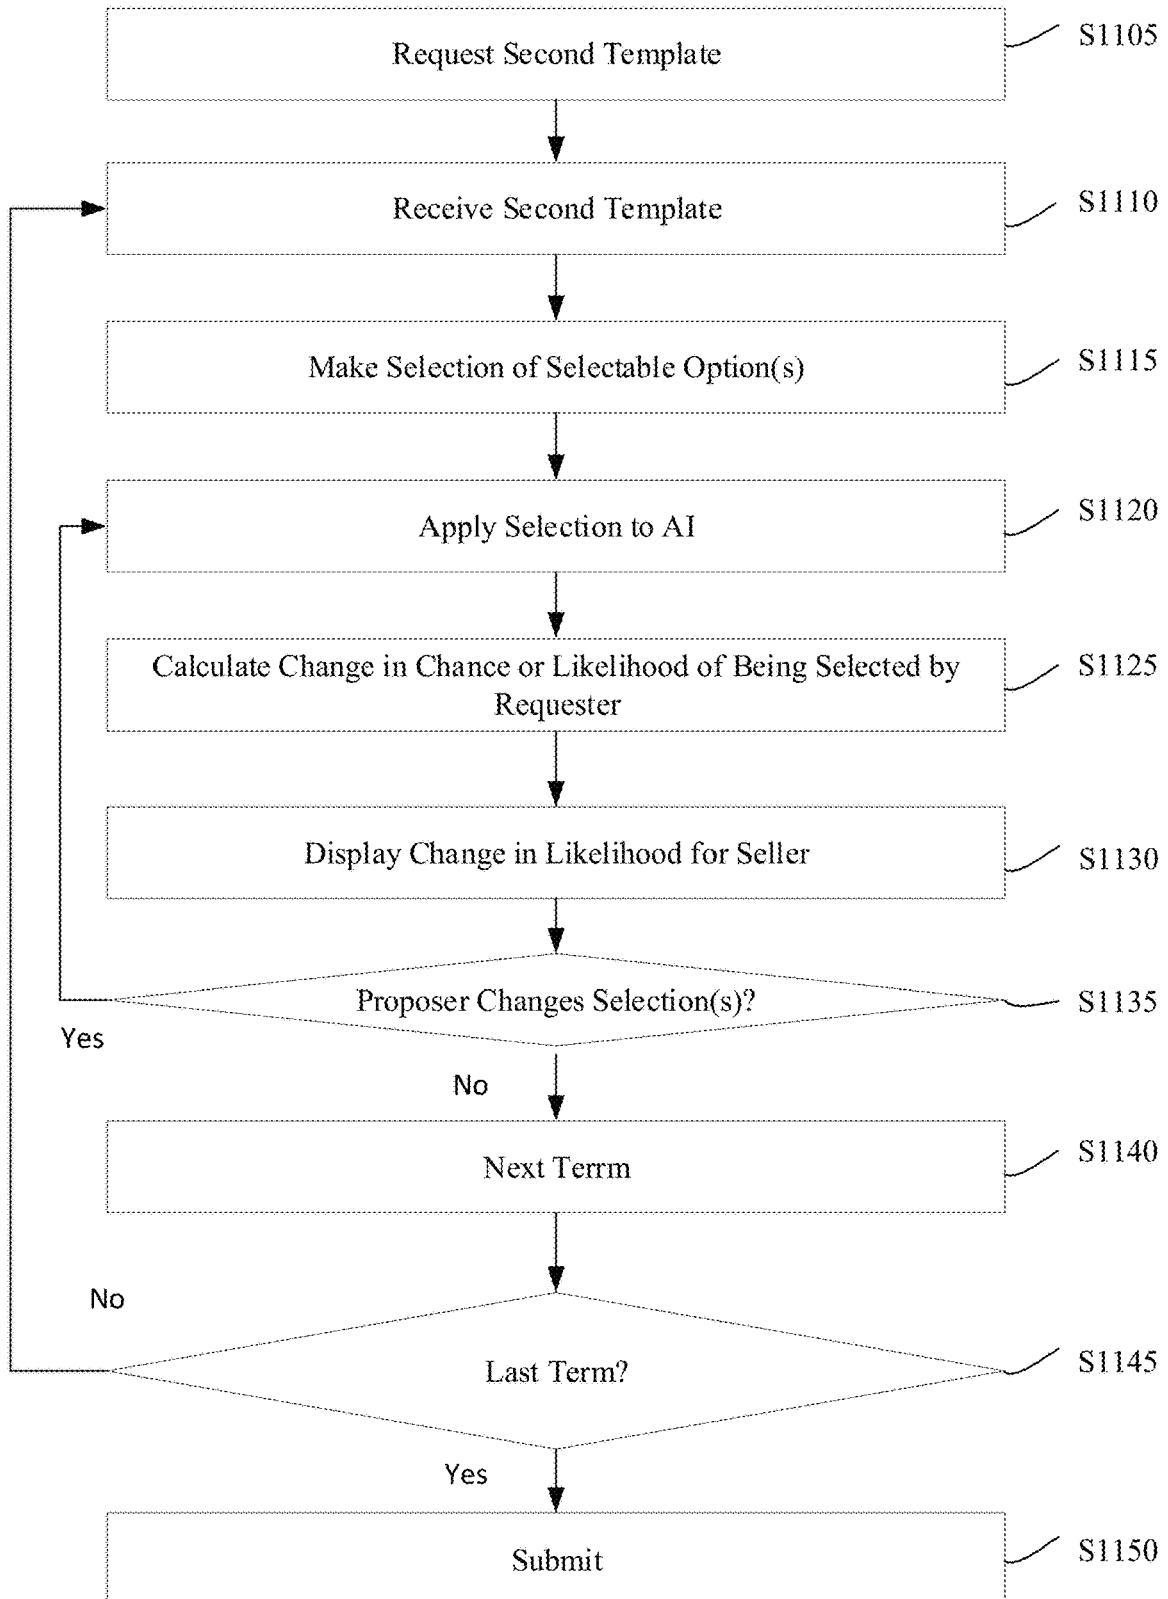 Request Second Template
S1105
Receive Second Template
S1110
Make Selection of Selectable Option(s)
S1115
Apply Selection to AI
S1120
Calculate Change in Chance or Likelihood of Being Selected by
Requester
S1125
Display Change in Likelihood for Seller
S1130
Proposer Changes Selection(s)?
S1135
Yes
No
Next Terrm
S1140
No
Last Term?
S1145
Yes
Submit
S1150